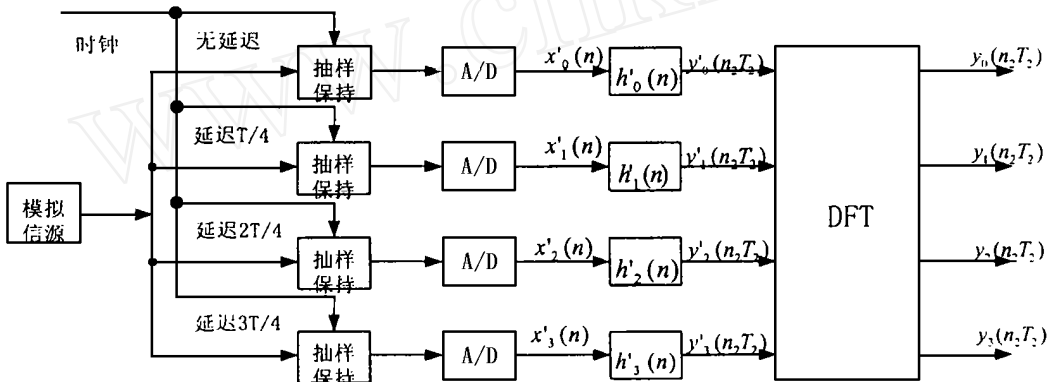 时钟
无延迟
抽样
保持
A/D
x'₀(n)
h'₀(n)
y'₀(n₂T₂)
y₀(n₂T₂)
延迟T/4
抽样
保持
A/D
x'₁(n)
h'₁(n)
y'₁(n₂T₂)
y₁(n₂T₂)
模拟
信源
DFT
延迟2T/4
抽样
保持
A/D
x'₂(n)
h'₂(n)
y'₂(n₂T₂)
y₂(n₂T₂)
延迟3T/4
抽样
保持
A/D
x'₃(n)
h'₃(n)
y'₃(n₂T₂)
y₃(n₂T₂)